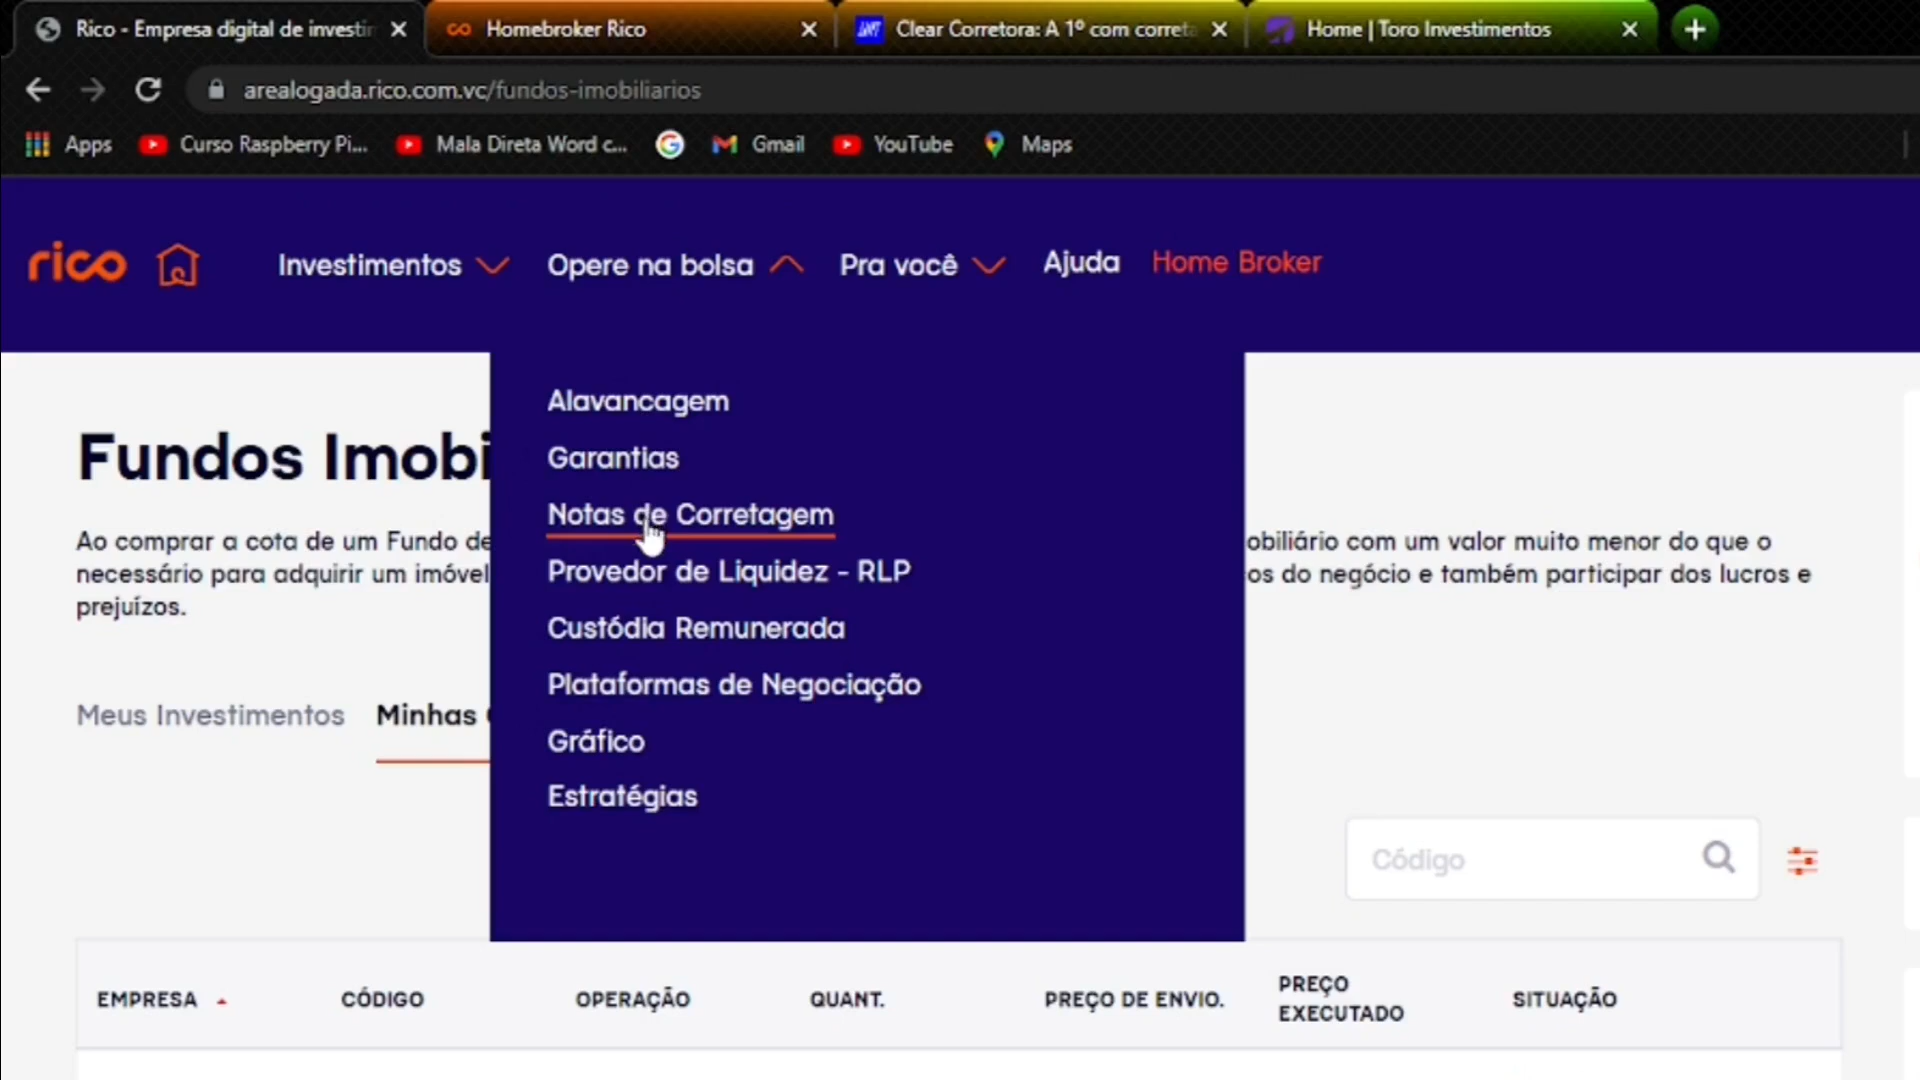 Rico - Empresa digital de investi
Homebroker Rico
Clear Corretora: A 1º com correta
Home | Toro Investimentos
arealogada.rico.com.vc/fundos-imobiliarios
Apps
Curso Raspberry Pi...
Mala Direta Word c...
Gmail
YouTube
Maps
rico
Investimentos
Opere na bolsa
Pra você
Ajuda
Home Broker
Alavancagem
Garantias
Notas de Corretagem
Provedor de Liquidez - RLP
Custódia Remunerada
Plataformas de Negociação
Gráfico
Estratégias
Fundos Imobi
Ao comprar a cota de um Fundo de obiliário com um valor muito menor do que o
necessário para adquirir um imóvel os do negócio e também participar dos lucros e
prejuízos.
Meus Investimentos
Minhas
Código
EMPRESA
CÓDIGO
OPERAÇÃO
QUANT.
PREÇO DE ENVIO.
PREÇO
EXECUTADO
SITUAÇÃO